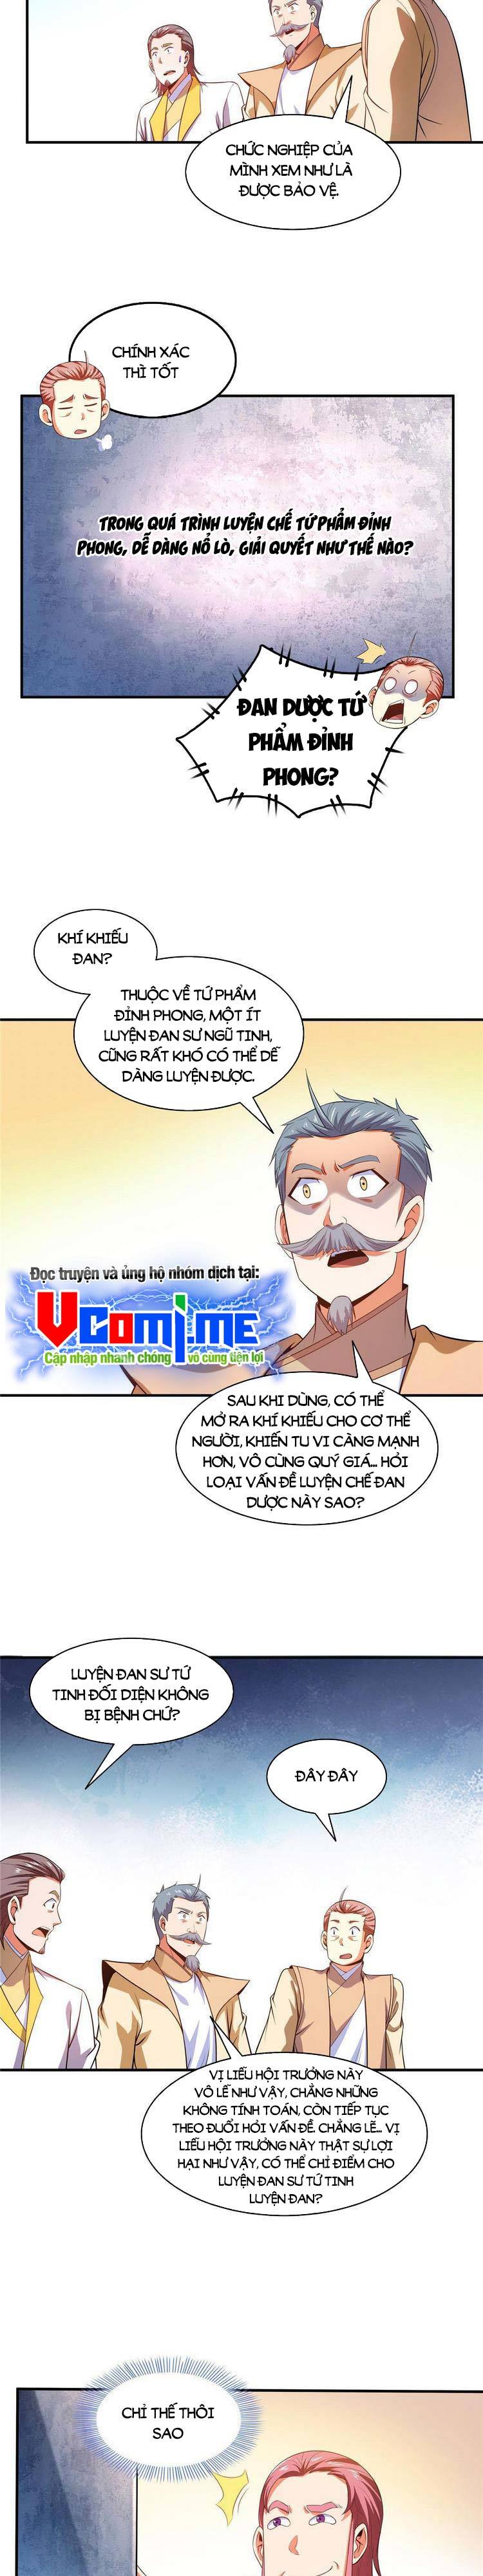 CHỨC NGHIỆP CỦA
MÌNH XEM NHƯ LÀ
ĐƯỢC BẢO VỆ.
CHÍNH XÁC
THÌ TỐT
TRONG QUÁ TRÌNH LUYỆN CHẾ TỨ PHẨM ĐỈNH
PHONG, DỄ DÀNG NỔ LÒ, GIẢI QUYẾT NHƯ THẾ NÀO?
ĐAN DƯỢC TỨ
PHẨM ĐỈNH
PHONG?
KHÍ KHIẾU
ĐAN?
THUỘC VỀ TỨ PHẨM
ĐỈNH PHONG, MỘT ÍT
LUYỆN ĐAN SƯ NGŨ TINH,
CŨNG RẤT KHÓ CÓ THỂ DỄ
DÀNG LUYỆN ĐƯỢC.
Đọc truyện và ủng hộ nhóm dịch tại:
VComi.me
Cập nhập nhanh chóng vô cùng tiện lợi
SAU KHI DÙNG, CÓ THỂ
MỞ RA KHÍ KHIẾU CHO CƠ THỂ
NGƯỜI, KHIẾN TU VI CÀNG MẠNH
HƠN, VÔ CÙNG QUÝ GIÁ... HỎI
LOẠI VẤN ĐỀ LUYỆN CHẾ ĐAN
DƯỢC NÀY SAO?
LUYỆN ĐAN SƯ TỨ
TINH ĐỐI DIỆN KHÔNG
BỊ BỆNH CHỨ?
ĐÂY ĐÂY
VỊ LIỄU HỘI TRƯỞNG NÀY
VÔ LỄ NHƯ VẬY, CHẲNG NHỮNG
KHÔNG TÍNH TOÁN, CÒN TIẾP TỤC
THEO ĐUỔI HỎI VẤN ĐỀ. CHẲNG LẼ... VỊ
LIỄU HỘI TRƯỞNG NÀY THẬT SỰ LỢI
HẠI NHƯ VẬY, CÓ THỂ CHỈ ĐIỂM CHO
LUYỆN ĐAN SƯ TỨ TINH
LUYỆN ĐAN?
CHỈ THẾ THÔI
SAO